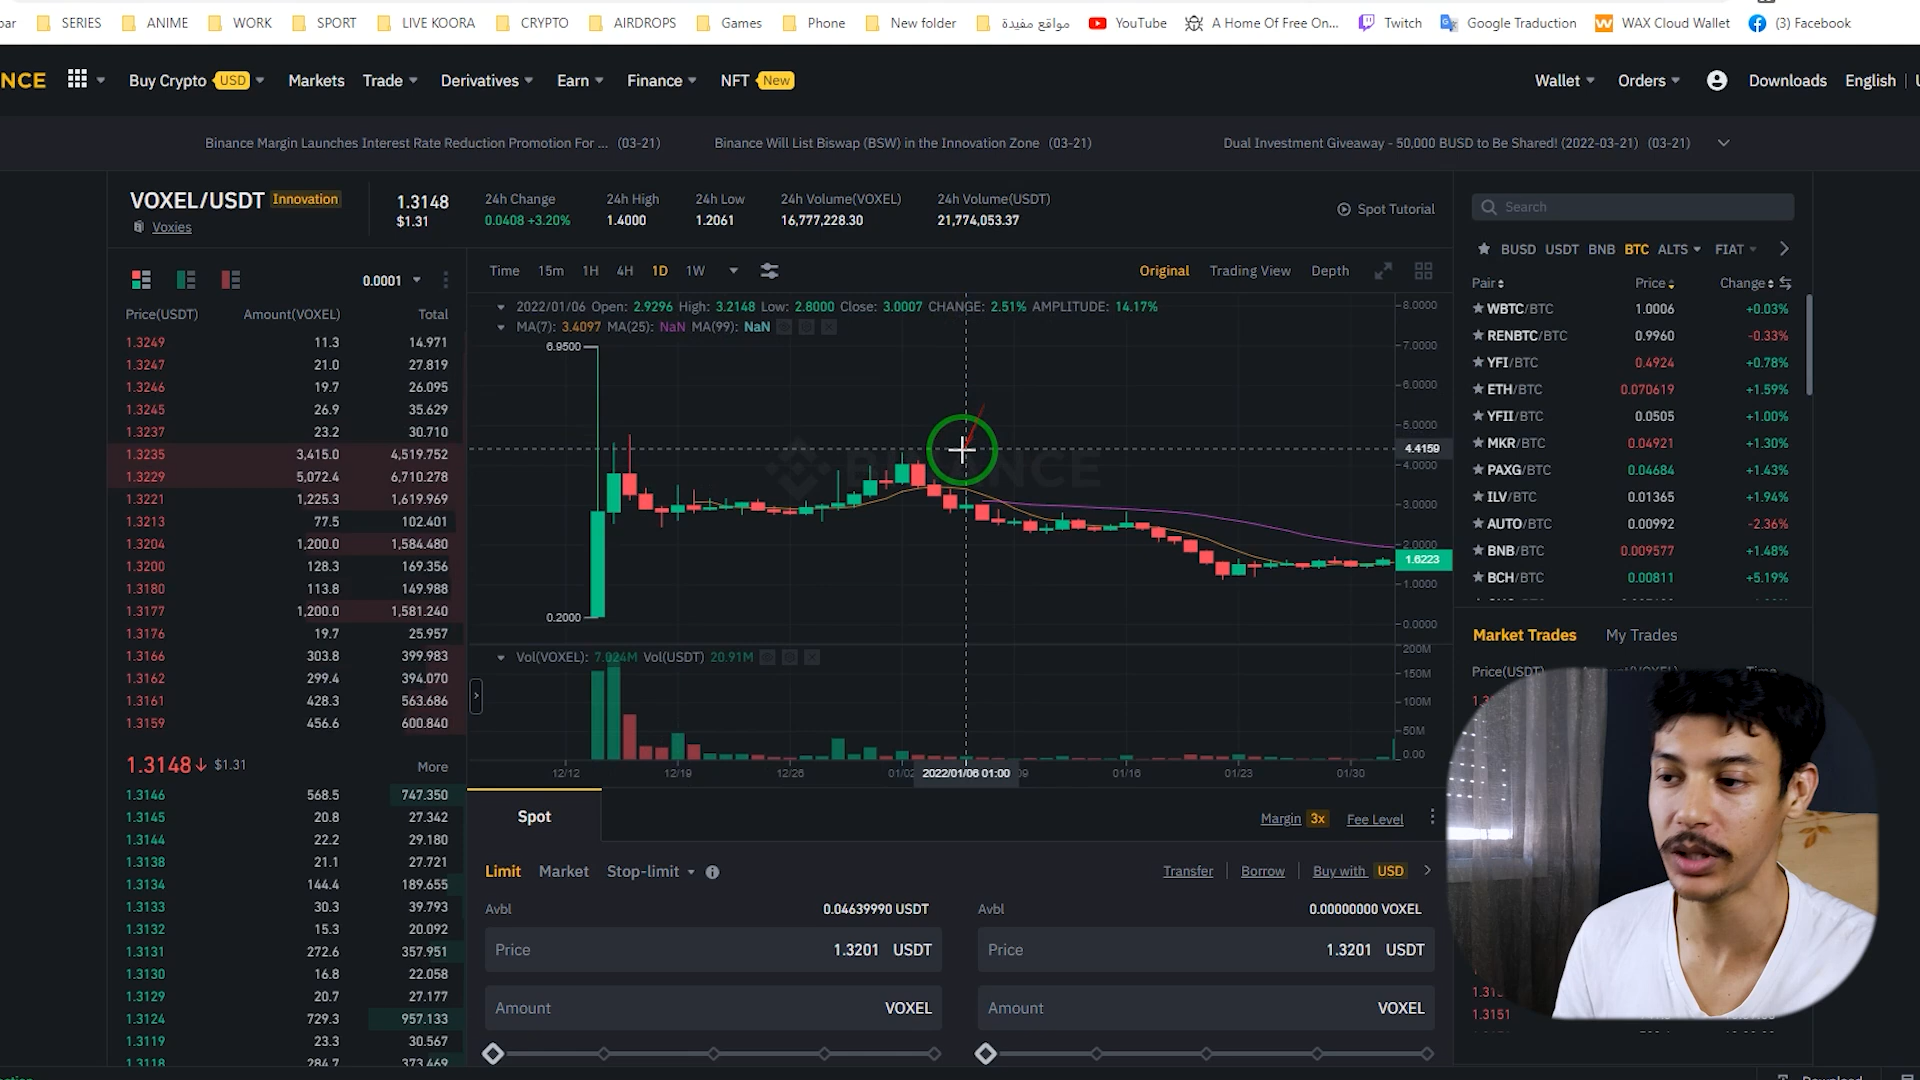 SERIES ANIME WORK SPORT LIVE KOORA CRYPTO AIRDROPS Games Phone New folder مواقع مفيدة YouTube A Home Of Free On... Twitch Google Traduction WAX Cloud Wallet (3) Facebook
NCE Buy Crypto USD Markets Trade Derivatives Earn Finance NFT New Wallet Orders Downloads English
Binance Margin Launches Interest Rate Reduction Promotion For ... (03-21) Binance Will List Biswap (BSW) in the Innovation Zone (03-21) Dual Investment Giveaway - 50,000 BUSD to Be Shared! (2022-03-21) (03-21)
VOXEL/USDT Innovation
Voxies
1.3148
$1.31
24h Change 24h High 24h Low 24h Volume(VOXEL) 24h Volume(USDT)
0.0408 +3.20% 1.4000 1.2061 16,777,228.30 21,774,053.37
Spot Tutorial
0.0001
Price(USDT) Amount(VOXEL) Total
1.3249 11.3 14.971
1.3247 21.0 27.819
1.3246 19.7 26.095
1.3245 26.9 35.629
1.3237 23.2 30.710
1.3235 3,415.0 4,519.752
1.3229 5,072.4 6,710.278
1.3221 1,225.3 1,619.969
1.3213 77.5 102.401
1.3204 1,200.0 1,584.480
1.3200 128.3 169.356
1.3180 113.8 149.988
1.3177 1,200.0 1,581.240
1.3176 19.7 25.957
1.3166 303.8 399.983
1.3162 299.4 394.070
1.3161 428.3 563.686
1.3159 456.6 600.840
1.3148↓ $1.31 More
1.3146 568.5 747.350
1.3145 20.8 27.342
1.3144 22.2 29.180
1.3138 21.1 27.721
1.3134 144.4 189.655
1.3133 30.3 39.793
1.3132 15.3 20.092
1.3131 272.6 357.951
1.3130 16.8 22.058
1.3129 20.7 27.177
1.3124 729.3 957.133
1.3119 23.3 30.567
1.3118 284.7 373.469
Time 15m 1H 4H 1D 1W Original Trading View Depth
2022/01/06 Open: 2.9296 High: 3.2148 Low: 2.8000 Close: 3.0007 CHANGE: 2.51% AMPLITUDE: 14.17%
MA(7): 3.4097 MA(25): NaN MA(99): NaN
6.9500
0.2000
8.0000
7.0000
6.0000
5.0000
4.4159
4.0000
3.0000
2.0000
1.6223
1.0000
0.0000
Vol(VOXEL): 7.024M Vol(USDT) 20.91M
200M
150M
100M
50M
0.00
12/12 12/19 12/26 01/02 2022/01/06 01:00 09 01/16 01/23 01/30
Spot Margin 3x Fee Level
Limit Market Stop-limit Transfer Borrow Buy with USD
Avbl 0.04639990 USDT Avbl 0.00000000 VOXEL
Price 1.3201 USDT Price 1.3201 USDT
Amount VOXEL Amount VOXEL
Search
BUSD USDT BNB BTC ALTS FIAT
Pair Price Change
WBTC/BTC 1.0006 +0.03%
RENBTC/BTC 0.9960 -0.33%
YFI/BTC 0.4924 +0.78%
ETH/BTC 0.070619 +1.59%
YFII/BTC 0.0505 +1.00%
MKR/BTC 0.04921 +1.30%
PAXG/BTC 0.04684 +1.43%
ILV/BTC 0.01365 +1.94%
AUTO/BTC 0.00992 -2.36%
BNB/BTC 0.009577 +1.48%
BCH/BTC 0.00811 +5.19%
Market Trades My Trades
Price(USDT)
1.3151